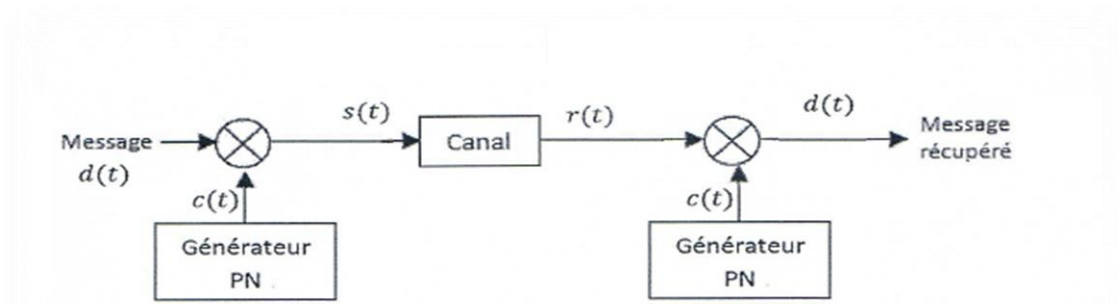 Message
d(t)
s(t)
Canal
r(t)
d(t)
Message
récupéré
c(t)
Générateur
PN
c(t)
Générateur
PN